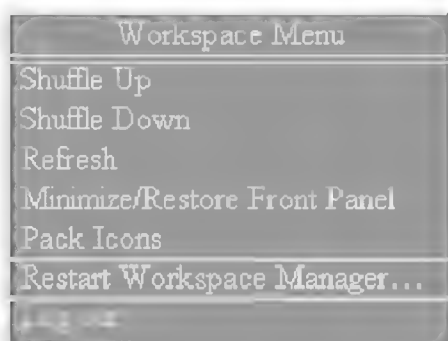 Workspace Menu
Shuffle Up
Shuffle Down
Refresh
Minimize/Restore Front Panel
Pack Icons
Restart Workspace Manager...